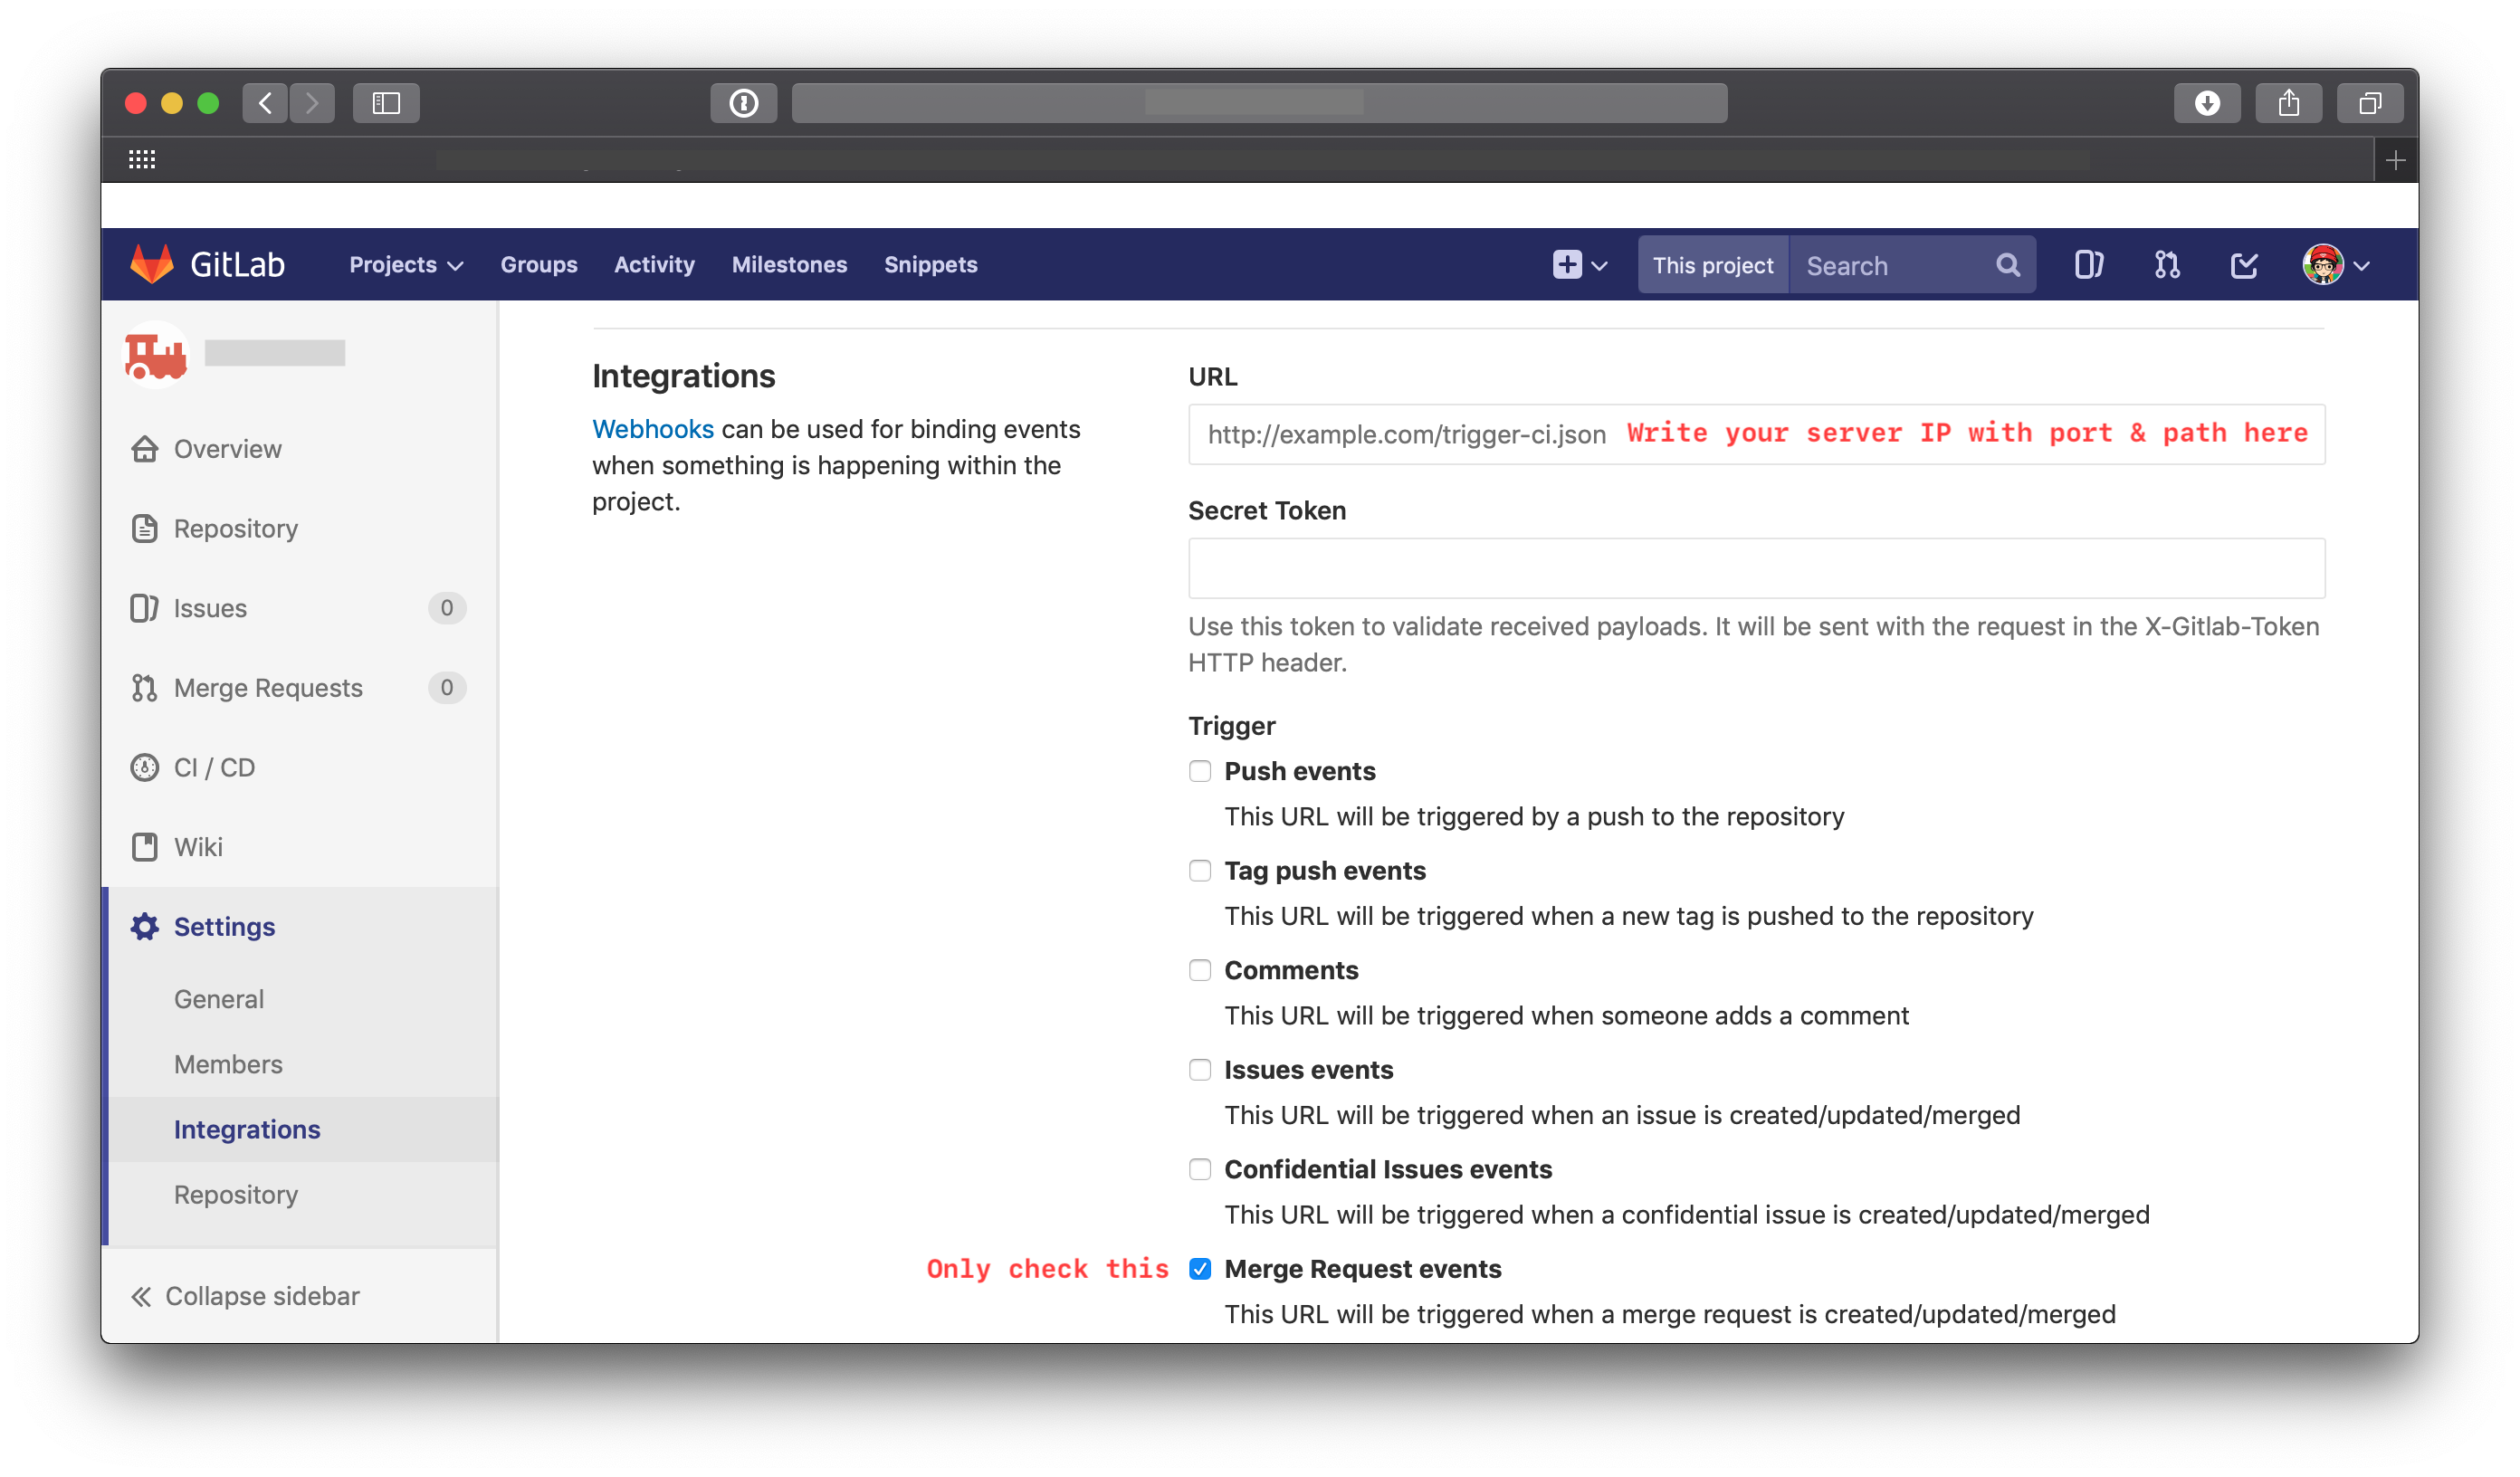 GitLab Projects Groups Activity Milestones Snippets This project Search
Overview
Repository
Issues 0
Merge Requests 0
CI / CD
Wiki
Settings
General
Members
Integrations
Repository
Collapse sidebar
Integrations
Webhooks can be used for binding events
when something is happening within the
project.
URL
http://example.com/trigger-ci.json Write your server IP with port & path here
Secret Token
Use this token to validate received payloads. It will be sent with the request in the X-Gitlab-Token
HTTP header.
Trigger
Push events
This URL will be triggered by a push to the repository
Tag push events
This URL will be triggered when a new tag is pushed to the repository
Comments
This URL will be triggered when someone adds a comment
Issues events
This URL will be triggered when an issue is created/updated/merged
Confidential Issues events
This URL will be triggered when a confidential issue is created/updated/merged
Only check this Merge Request events
This URL will be triggered when a merge request is created/updated/merged